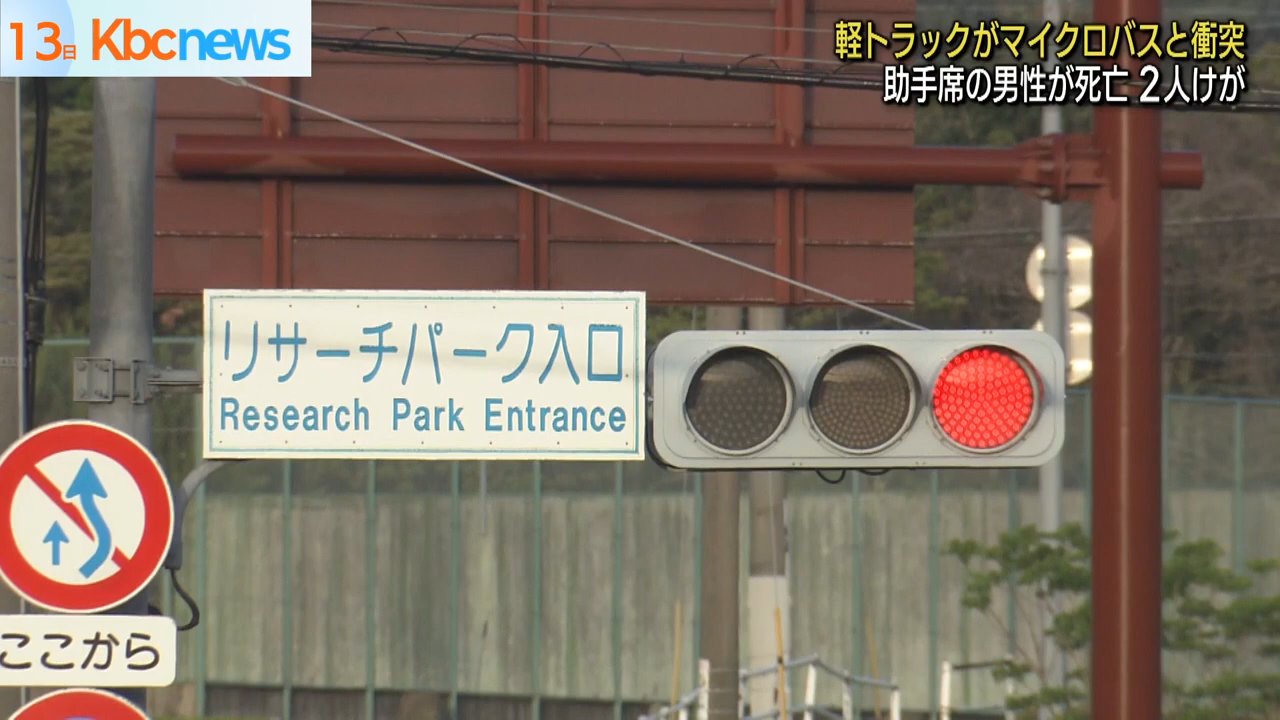 13日 Kbcnews
軽トラックがマイクロバスと衝突
助手席の男性が死亡 2人けが
リサーチパーク入口
Research Park Entrance
ここから